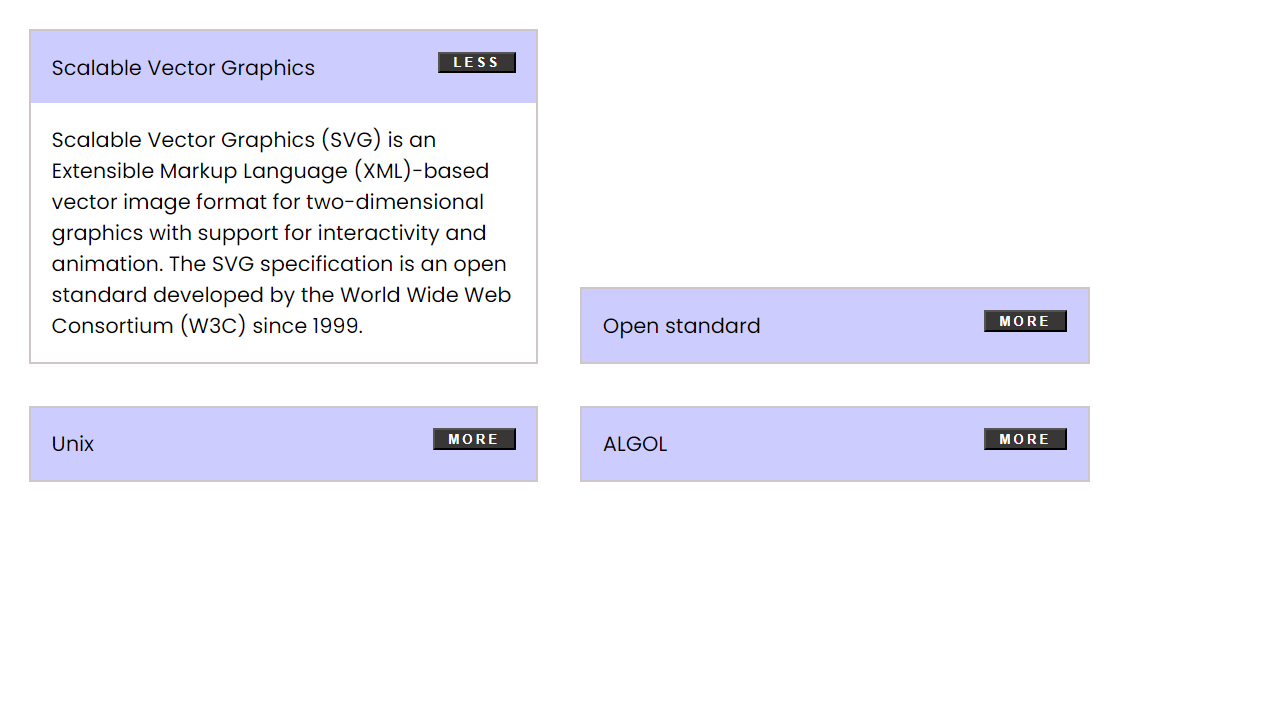 Scalable Vector Graphics
LESS
Scalable Vector Graphics (SVG) is an
Extensible Markup Language (XML)-based
vector image format for two-dimensional
graphics with support for interactivity and
animation. The SVG specification is an open
standard developed by the World Wide Web
Consortium (W3C) since 1999.
Open standard
MORE
Unix
MORE
ALGOL
MORE